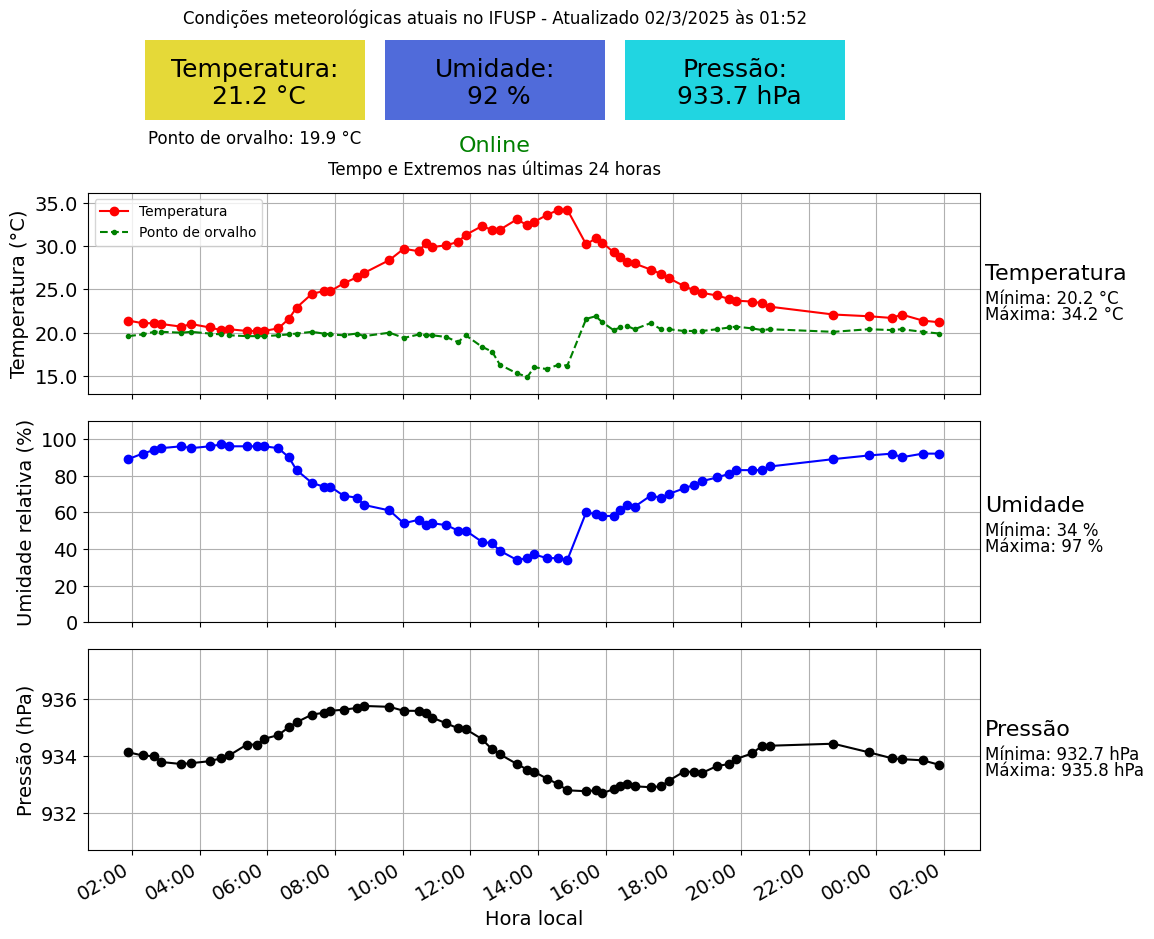 Condições meteorológicas atuais no IFUSP - Atualizado 02/3/2025 às 01:52
Temperatura:
21.2 °C
Umidade:
92 %
Pressão:
933.7 hPa
Ponto de orvalho: 19.9 °C
Online
Tempo e Extremos nas últimas 24 horas
Temperatura (°C)
35.0
30.0
25.0
20.0
15.0
Temperatura
Ponto de orvalho
Temperatura
Mínima: 20.2 °C
Máxima: 34.2 °C
Umidade relativa (%)
100
80
60
40
20
0
Umidade
Mínima: 34 %
Máxima: 97 %
Pressão (hPa)
936
934
932
Pressão
Mínima: 932.7 hPa
Máxima: 935.8 hPa
02:00 04:00 06:00 08:00 10:00 12:00 14:00 16:00 18:00 20:00 22:00 00:00 02:00
Hora local